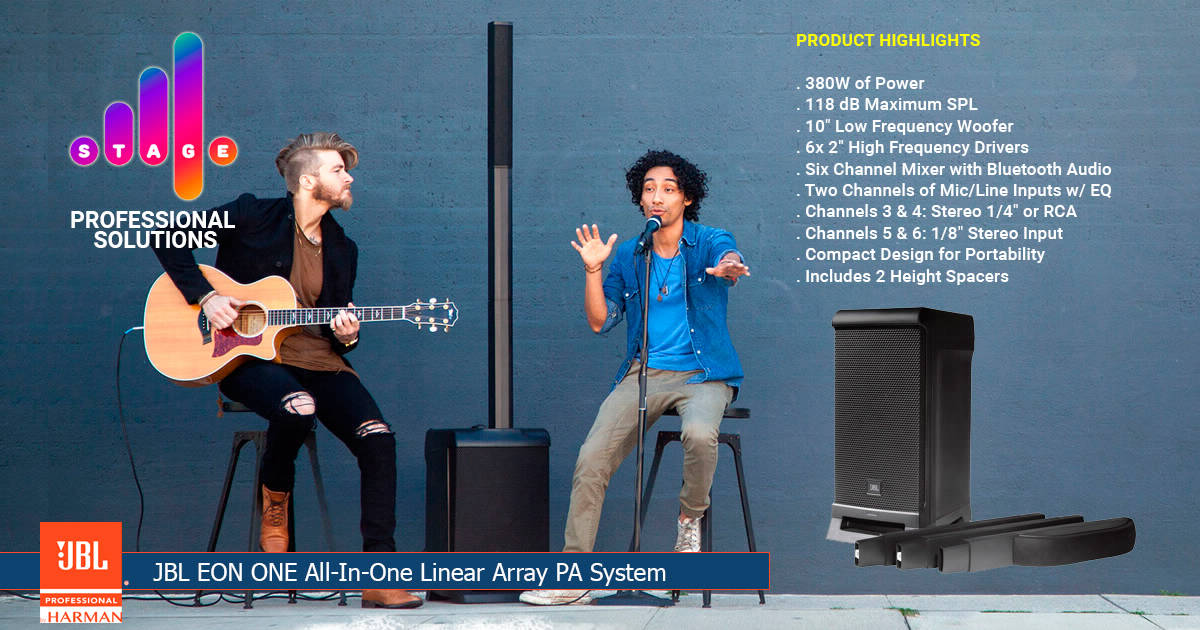 STAGE
PROFESSIONAL
SOLUTIONS
PRODUCT HIGHLIGHTS
. 380W of Power
. 118 dB Maximum SPL
. 10" Low Frequency Woofer
. 6x 2" High Frequency Drivers
. Six Channel Mixer with Bluetooth Audio
. Two Channels of Mic/Line Inputs w/ EQ
. Channels 3 & 4: Stereo 1/4" or RCA
. Channels 5 & 6: 1/8" Stereo Input
. Compact Design for Portability
. Includes 2 Height Spacers
JBL
JBL
PROFESSIONAL
HARMAN
JBL EON ONE All-In-One Linear Array PA System